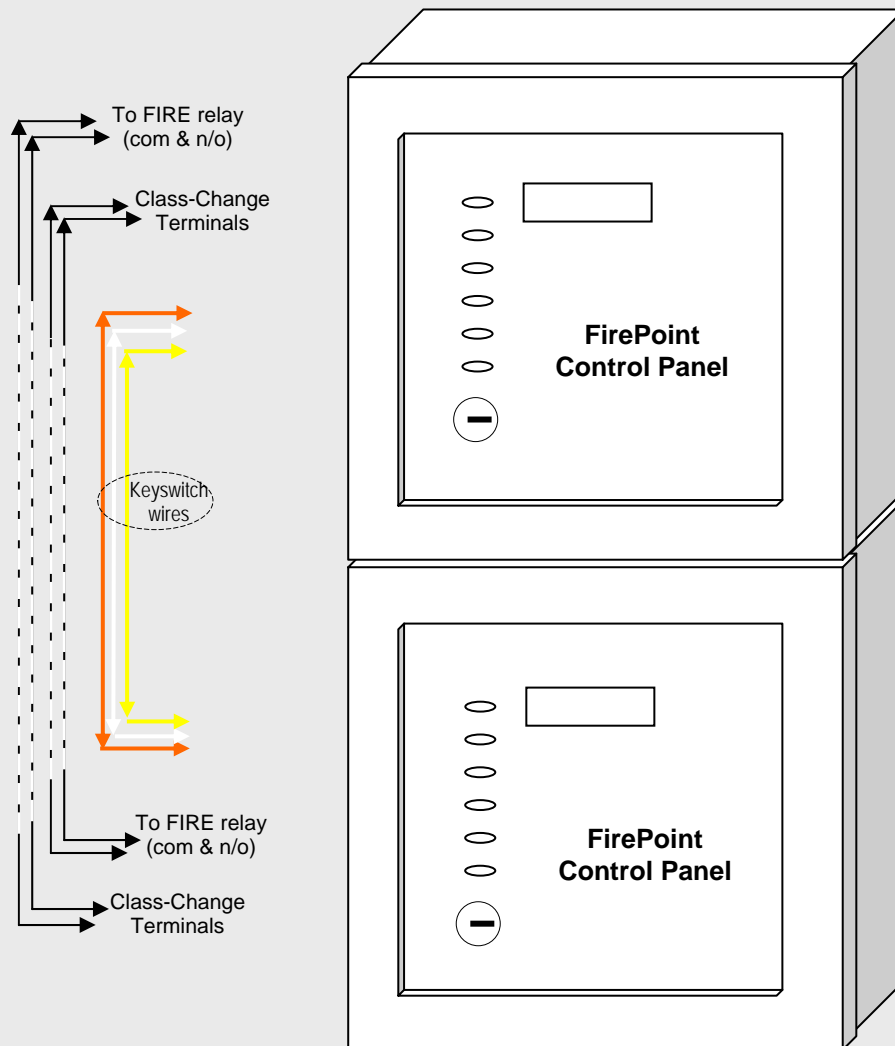 To FIRE relay
(com & n/o)
Class-Change
Terminals
FirePoint
Control Panel
Keyswitch
wires
To FIRE relay
(com & n/o)
FirePoint
Control Panel
Class-Change
Terminals